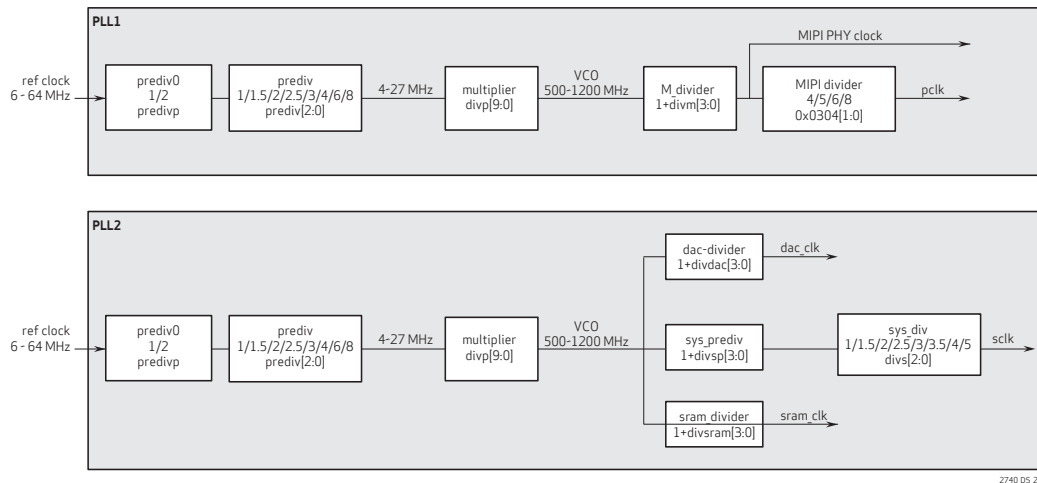 PLL1
MIPI PHY clock
ref clock
6 - 64 MHz
prediv0
1/2
predivp
prediv
1/1.5/2/2.5/3/4/6/8
prediv[2:0]
4-27 MHz
multiplier
divp[9:0]
VCO
500-1200 MHz
M_divider
1+divm[3:0]
MIPI divider
4/5/6/8
0x0304[1:0]
pclk
PLL2
dac-divider
1+divdac[3:0]
dac_clk
ref clock
6 - 64 MHz
prediv0
1/2
predivp
prediv
1/1.5/2/2.5/3/4/6/8
prediv[2:0]
4-27 MHz
multiplier
divp[9:0]
VCO
500-1200 MHz
sys_prediv
1+divsp[3:0]
sys_div
1/1.5/2/2.5/3/3.5/4/5
divs[2:0]
sclk
sram_divider
1+divsram[3:0]
sram_clk